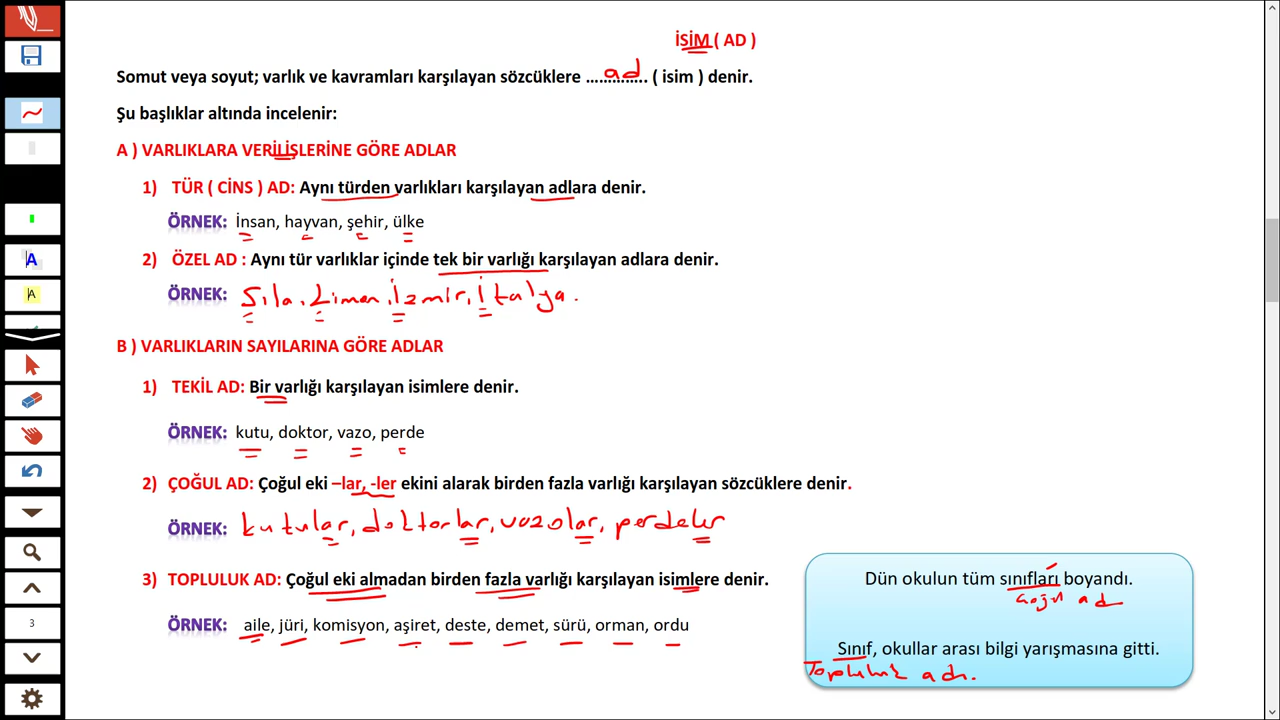 İSİM ( AD )
Somut veya soyut; varlık ve kavramları karşılayan sözcüklere ....ad.... ( isim ) denir.
Şu başlıklar altında incelenir:
A ) VARLIKLARA VERİLİŞLERİNE GÖRE ADLAR
1) TÜR ( CİNS ) AD: Aynı türden varlıkları karşılayan adlara denir.
ÖRNEK: İnsan, hayvan, şehir, ülke
2) ÖZEL AD : Aynı tür varlıklar içinde tek bir varlığı karşılayan adlara denir.
ÖRNEK: Sıla, Liman, İzmir, İtalya.
B ) VARLIKLARIN SAYILARINA GÖRE ADLAR
1) TEKİL AD: Bir varlığı karşılayan isimlere denir.
ÖRNEK: kutu, doktor, vazo, perde
2) ÇOĞUL AD: Çoğul eki –lar, -ler ekini alarak birden fazla varlığı karşılayan sözcüklere denir.
ÖRNEK: kutular, doktorlar, vazolar, perdeler
3) TOPLULUK AD: Çoğul eki almadan birden fazla varlığı karşılayan isimlere denir.
ÖRNEK: aile, jüri, komisyon, aşiret, deste, demet, sürü, orman, ordu
Dün okulun tüm sınıfları boyandı.
çoğul ad
Sınıf, okullar arası bilgi yarışmasına gitti.
Topluluk adı.
A
A
3